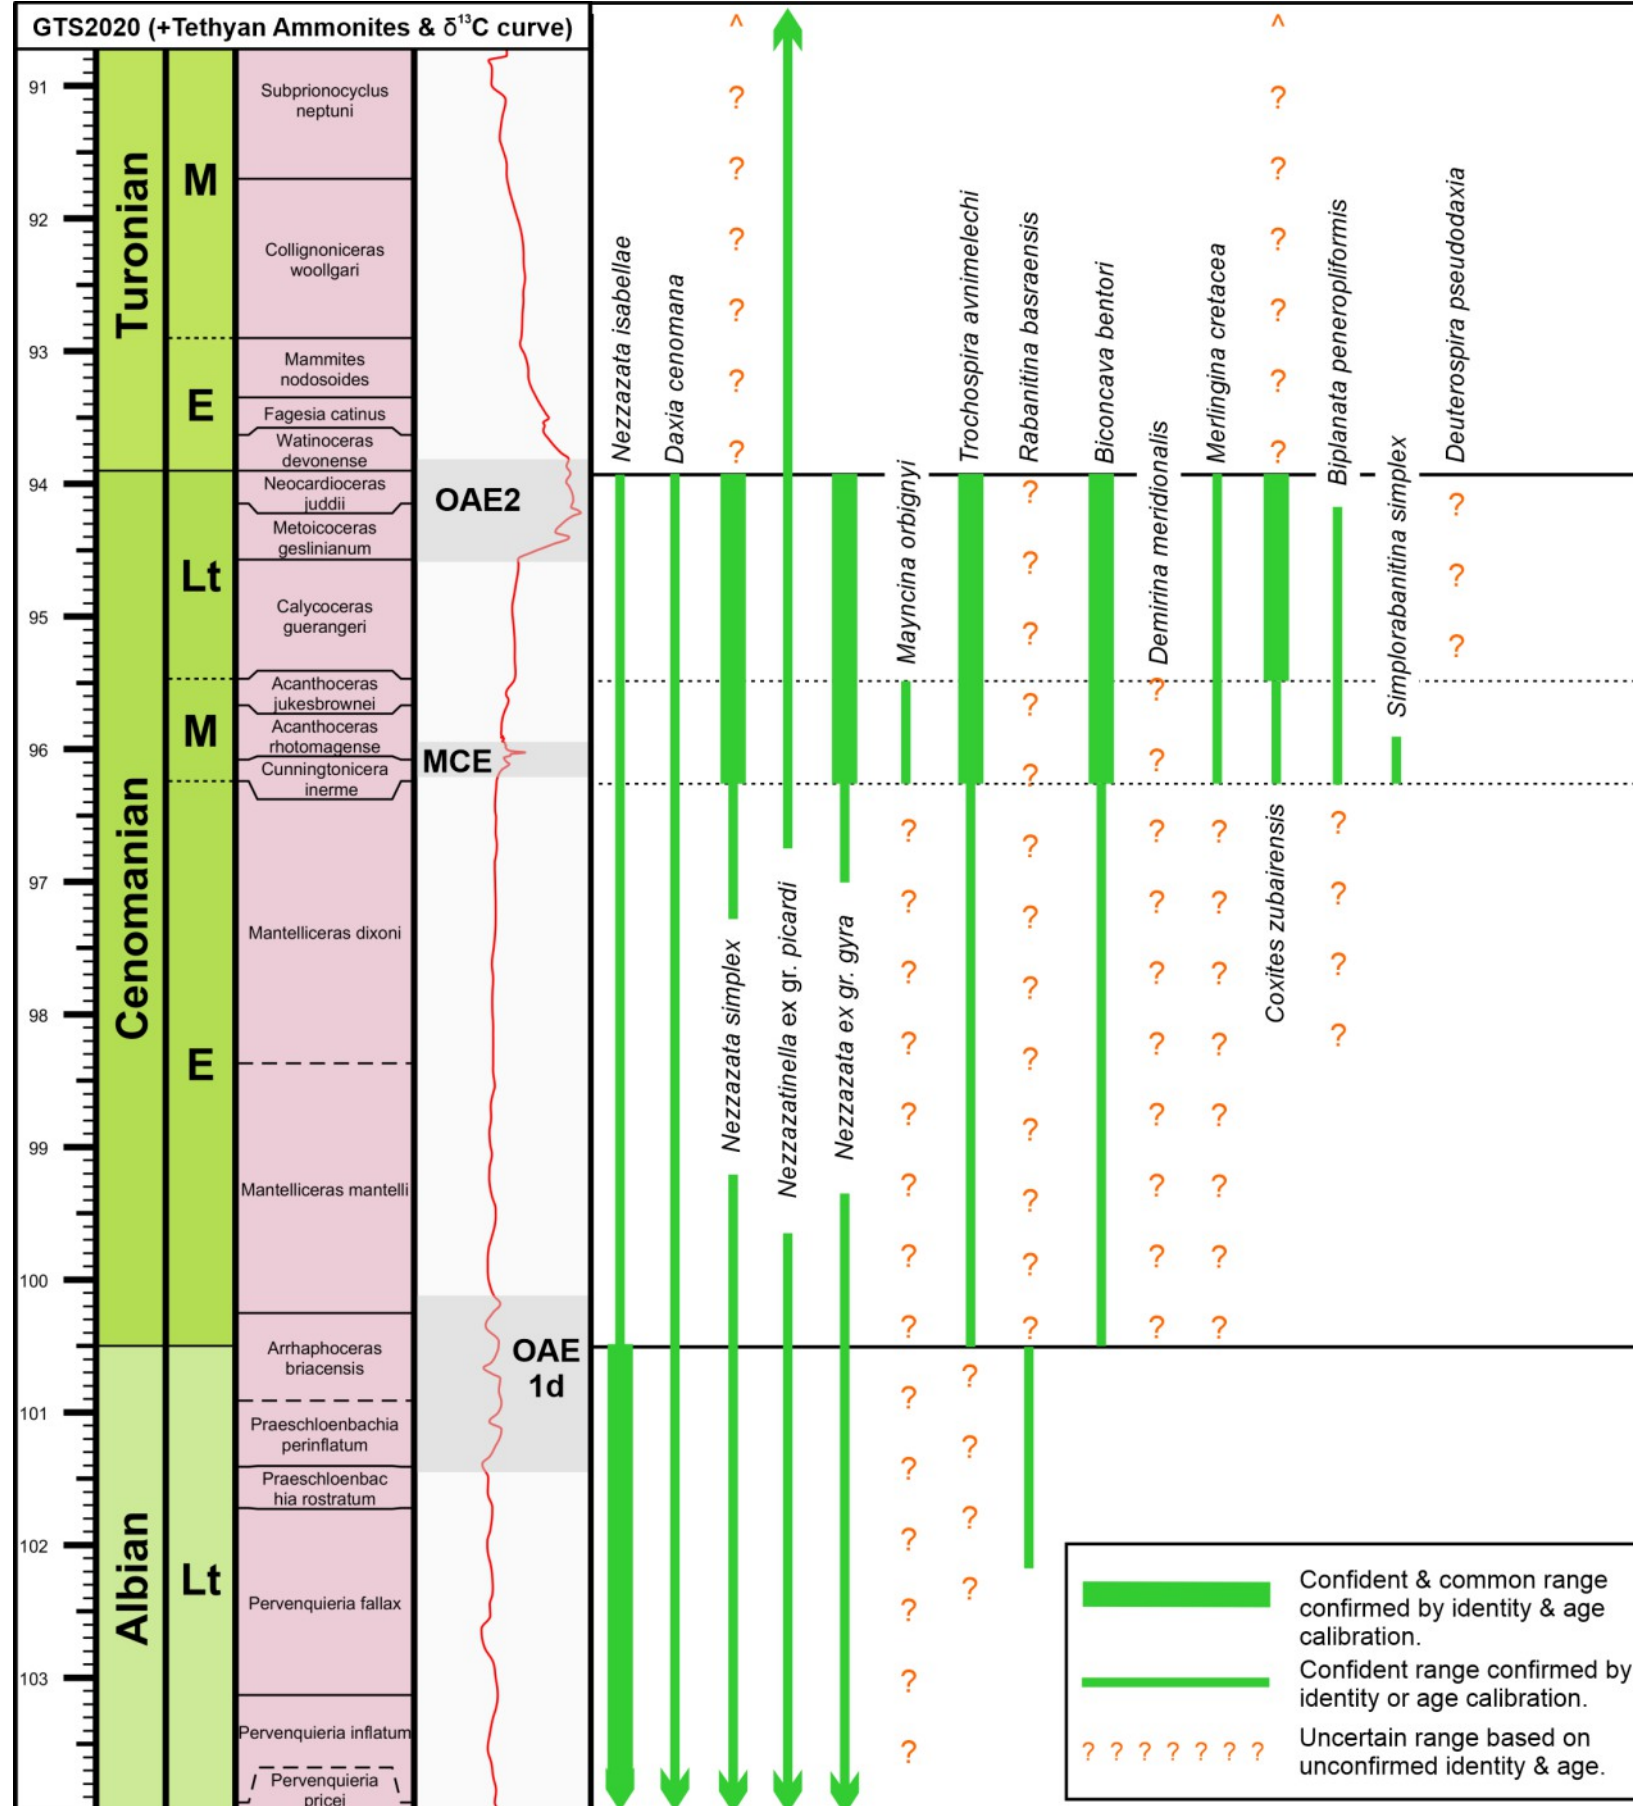 GTS2020 (+Tethyan Ammonites & δ¹³C curve)
91
92
93
94
95
96
97
98
99
100
101
102
103
Turonian
Cenomanian
Albian
M
E
Lt
M
E
Lt
Subprionocyclus
neptuni
Collignoniceras
woollgari
Mammites
nodosoides
Fagesia catinus
Watinoceras
devonense
Neocardioceras
juddii
Metoicoceras
geslinianum
Calycoceras
guerangeri
Acanthoceras
jukesbrownei
Acanthoceras
rhotomagense
Cunningtonicera
inerme
Mantelliceras dixoni
Mantelliceras mantelli
Arrhaphoceras
briacensis
Praeschloenbachia
perinflatum
Praeschloenbac
hia rostratum
Pervenquieria fallax
Pervenquieria inflatum
Pervenquieria
pricei
OAE2
MCE
OAE
1d
Nezzazata isabellae
Daxia cenomana
Nezzazata simplex
Nezzazatinella ex gr. picardi
Nezzazata ex gr. gyra
Mayncina orbignyi
Trochospira avnimelechi
Rabanitina basraensis
Biconcava bentori
Demirina meridionalis
Merlingina cretacea
Coxites zubairensis
Biplanata peneropliformis
Simplorabanitina simplex
Deuterospira pseudodaxia
Confident & common range
confirmed by identity & age
calibration.
Confident range confirmed by
identity or age calibration.
? ? ? ? ? ? ?
Uncertain range based on
unconfirmed identity & age.